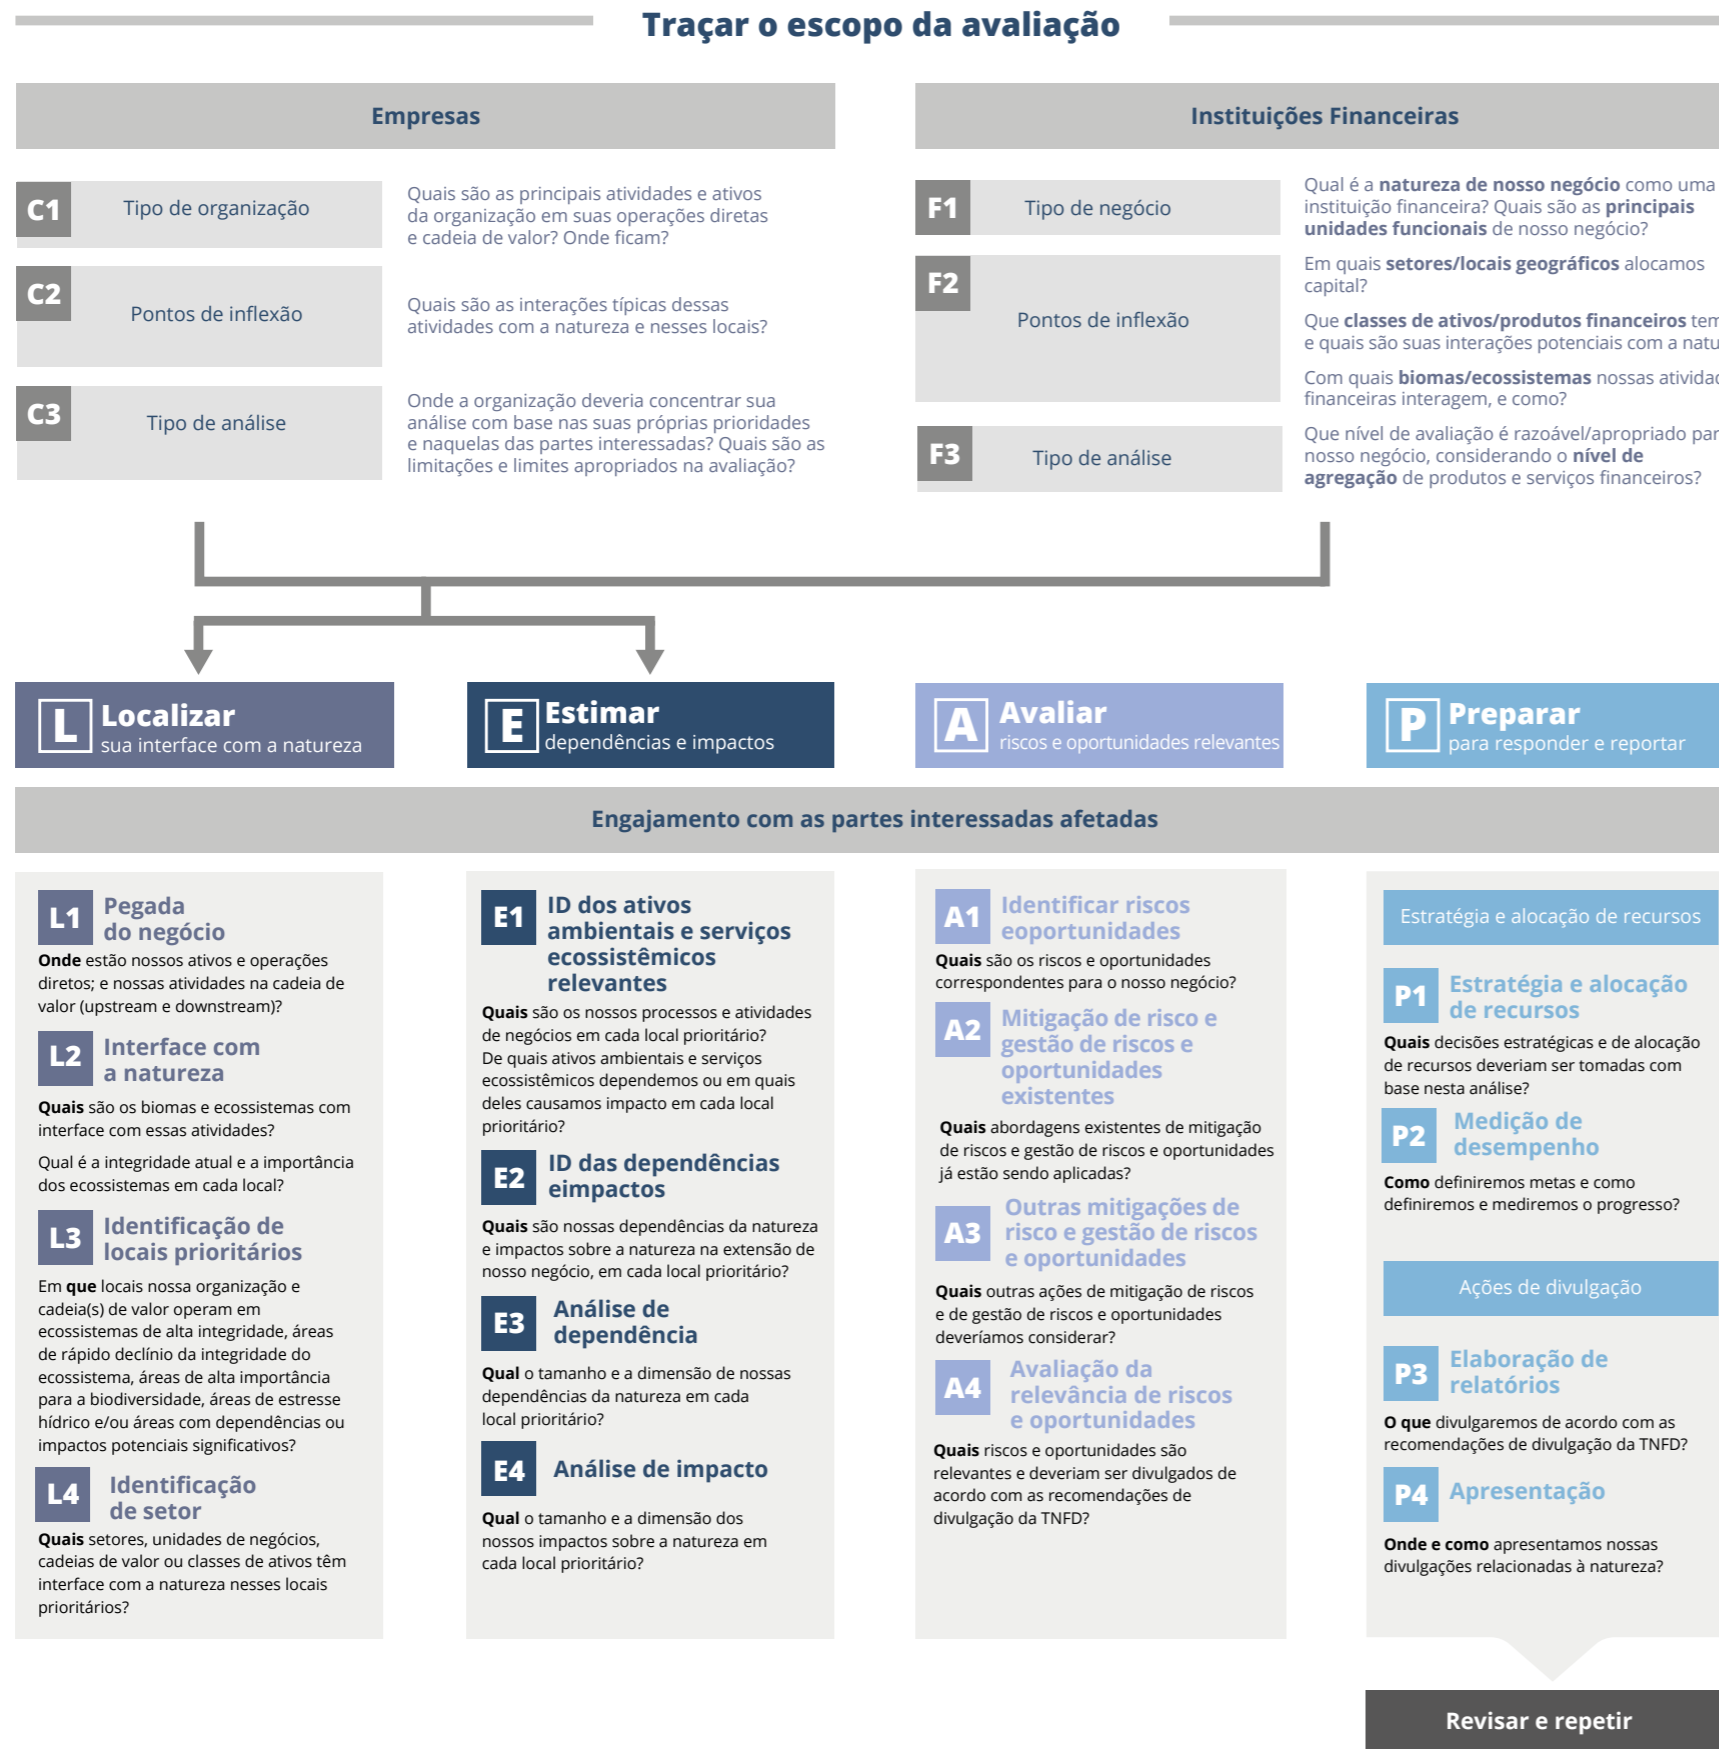 Traçar o escopo da avaliação
Empresas
C1
Tipo de organização
Quais são as principais atividades e ativos
da organização em suas operações diretas
e cadeia de valor? Onde ficam?
C2
Pontos de inflexão
Quais são as interações típicas dessas
atividades com a natureza e nesses locais?
C3
Tipo de análise
Onde a organização deveria concentrar sua
análise com base nas suas próprias prioridades
e naquelas das partes interessadas? Quais são as
limitações e limites apropriados na avaliação?
Instituições Financeiras
F1
Tipo de negócio
Qual é a natureza de nosso negócio como uma
instituição financeira? Quais são as principais
unidades funcionais de nosso negócio?
F2
Pontos de inflexão
Em quais setores/locais geográficos alocamos
capital?
Que classes de ativos/produtos financeiros
e quais são suas interações potenciais com a
Com quais biomas/ecossistemas nossas
financeiras interagem, e como?
F3
Tipo de análise
Que nível de avaliação é razoável/apropriado
nosso negócio, considerando o nível de
agregação de produtos e serviços financeiros?
L Localizar
sua interface com a natureza
E Estimar
dependências e impactos
A Avaliar
riscos e oportunidades relevantes
P Preparar
para responder e reportar
Engajamento com as partes interessadas afetadas
L1
Pegada
do negócio
Onde estão nossos ativos e operações
diretos; e nossas atividades na cadeia de
valor (upstream e downstream)?
L2
Interface com
a natureza
Quais são os biomas e ecossistemas com
interface com essas atividades?
Qual é a integridade atual e a importância
dos ecossistemas em cada local?
L3
Identificação de
locais prioritários
Em que locais nossa organização e
cadeia(s) de valor operam em
ecossistemas de alta integridade, áreas
de rápido declínio da integridade do
ecossistema, áreas de alta importância
para a biodiversidade, áreas de estresse
hídrico e/ou áreas com dependências ou
impactos potenciais significativos?
L4
Identificação
de setor
Quais setores, unidades de negócios,
cadeias de valor ou classes de ativos têm
interface com a natureza nesses locais
prioritários?
E1
ID dos ativos
ambientais e serviços
ecossistêmicos
relevantes
Quais são os nossos processos e atividades
de negócios em cada local prioritário?
De quais ativos ambientais e serviços
ecossistêmicos dependemos ou em quais
deles causamos impacto em cada local
prioritário?
E2
ID das dependências
eimpactos
Quais são nossas dependências da natureza
e impactos sobre a natureza na extensão de
nosso negócio, em cada local prioritário?
E3
Análise de
dependência
Qual o tamanho e a dimensão de nossas
dependências da natureza em cada
local prioritário?
E4
Análise de impacto
Qual o tamanho e a dimensão dos
nossos impactos sobre a natureza em
cada local prioritário?
A1
Identificar riscos
eoportunidades
Quais são os riscos e oportunidades
correspondentes para o nosso negócio?
A2
Mitigação de risco e
gestão de riscos e
oportunidades
existentes
Quais abordagens existentes de mitigação
de riscos e gestão de riscos e oportunidades
já estão sendo aplicadas?
A3
Outras mitigações de
risco e gestão de riscos
e oportunidades
Quais outras ações de mitigação de riscos
e de gestão de riscos e oportunidades
deveríamos considerar?
A4
Avaliação da
relevância de riscos
e oportunidades
Quais riscos e oportunidades são
relevantes e deveriam ser divulgados de
acordo com as recomendações de
divulgação da TNFD?
Estratégia e alocação de recursos
P1
Estratégia e alocação
de recursos
Quais decisões estratégicas e de alocação
de recursos deveriam ser tomadas com
base nesta análise?
P2
Medição de
desempenho
Como definiremos metas e como
definiremos e mediremos o progresso?
Ações de divulgação
P3
Elaboração de
relatórios
O que divulgaremos de acordo com as
recomendações de divulgação da TNFD?
P4
Apresentação
Onde e como apresentamos nossas
divulgações relacionadas à natureza?
Revisar e repetir